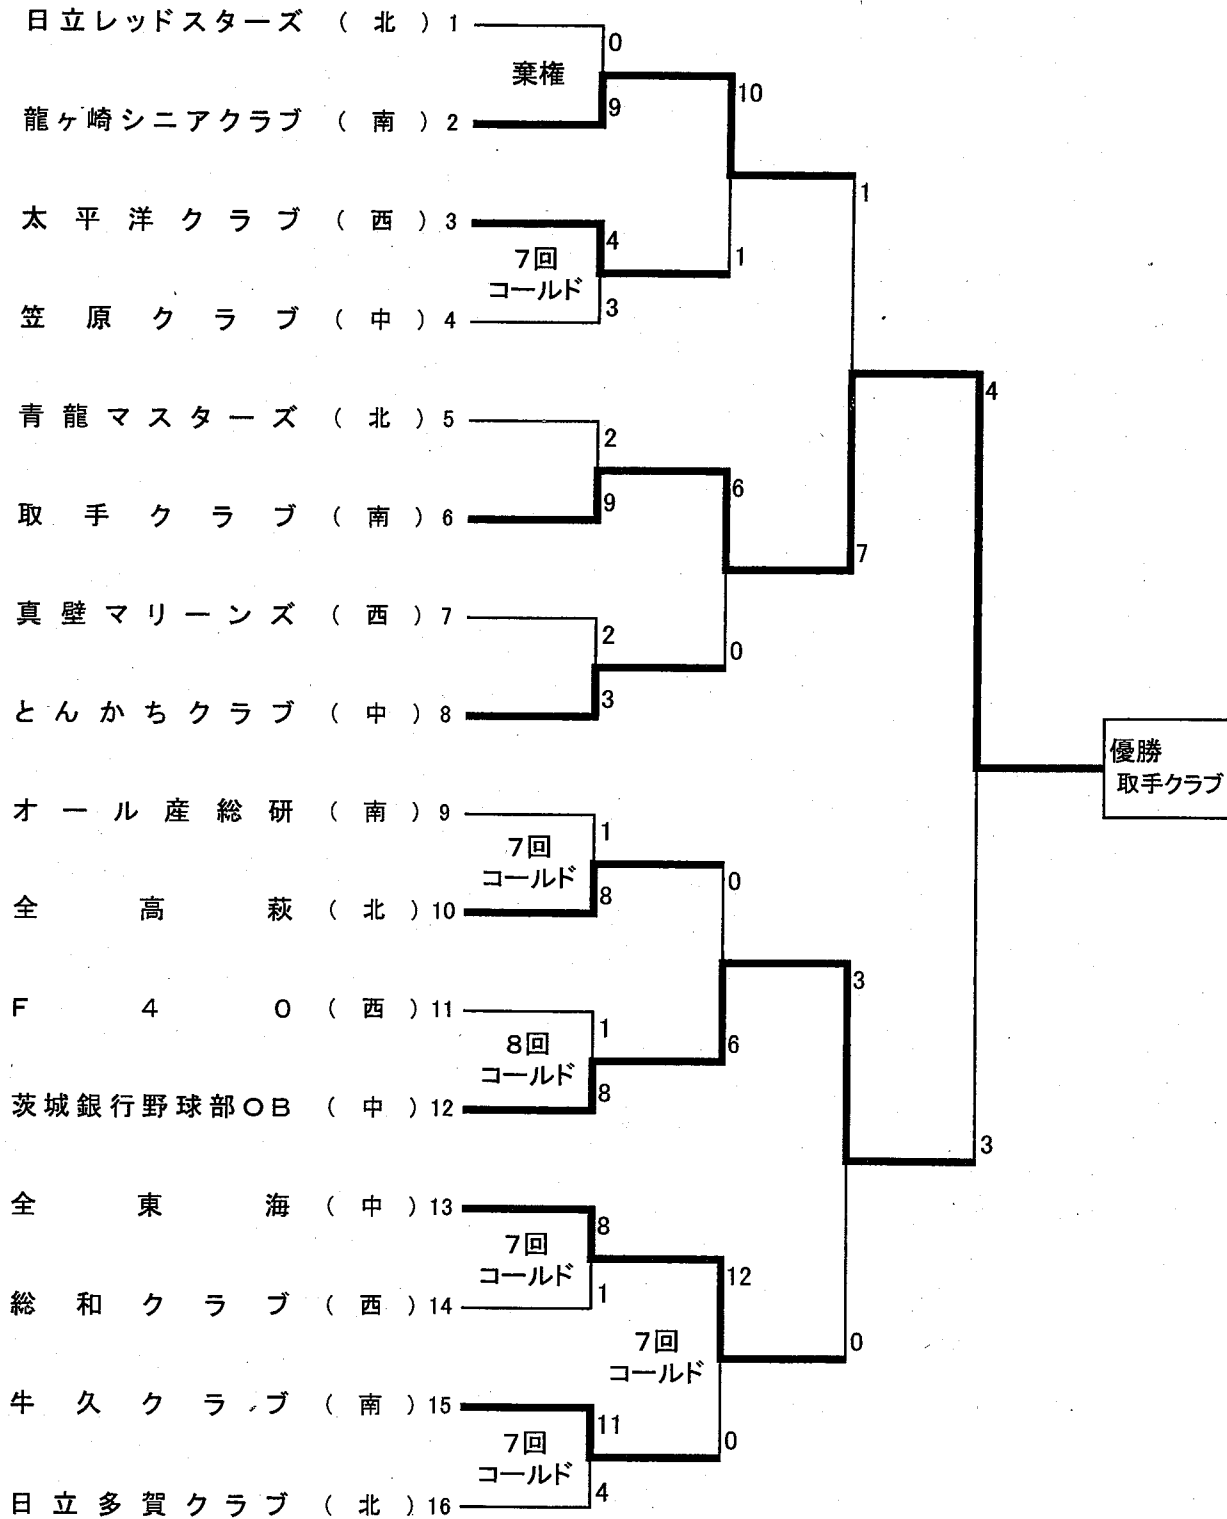 日立レッドスターズ (北) 1
0
棄権
10
9
龍ヶ崎シニアクラブ (南) 2
1
太平洋クラブ (西) 3
4
7回
コールド
1
3
笠原クラブ (中) 4
4
青龍マスターズ (北) 5
2
6
9
取手クラブ (南) 6
7
真壁マリーンズ (西) 7
2
0
3
とんかちクラブ (中) 8
優勝
取手クラブ
オール産総研 (南) 9
1
7回
コールド
0
8
全高萩 (北) 10
3
F40 (西) 11
1
8回
コールド
6
8
茨城銀行野球部OB (中) 12
3
全東海 (中) 13
8
7回
コールド
12
1
総和クラブ (西) 14
7回
コールド
0
牛久クラブ (南) 15
11
7回
コールド
0
4
日立多賀クラブ (北) 16